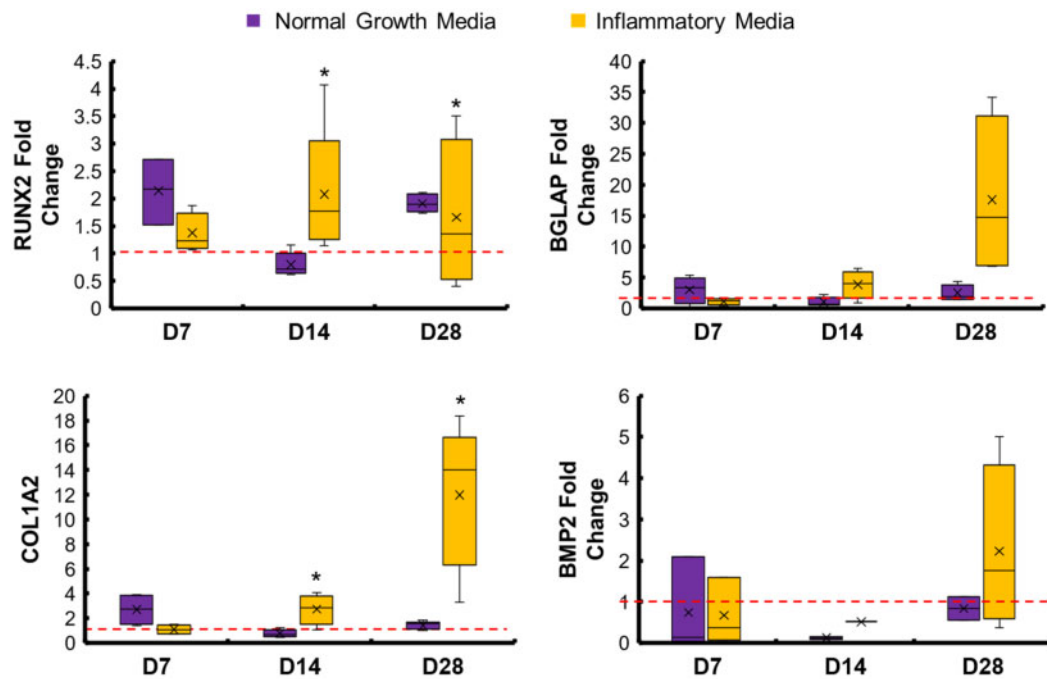 Normal Growth Media
Inflammatory Media
RUNX2 Fold
Change
4.5
4
3.5
3
2.5
2
1.5
1
0.5
0
*
*
D7
D14
D28
BGLAP Fold
Change
40
35
30
25
20
15
10
5
0
D7
D14
D28
COL1A2
20
18
16
14
12
10
8
6
4
2
0
*
*
D7
D14
D28
BMP2 Fold
Change
6
5
4
3
2
1
0
D7
D14
D28